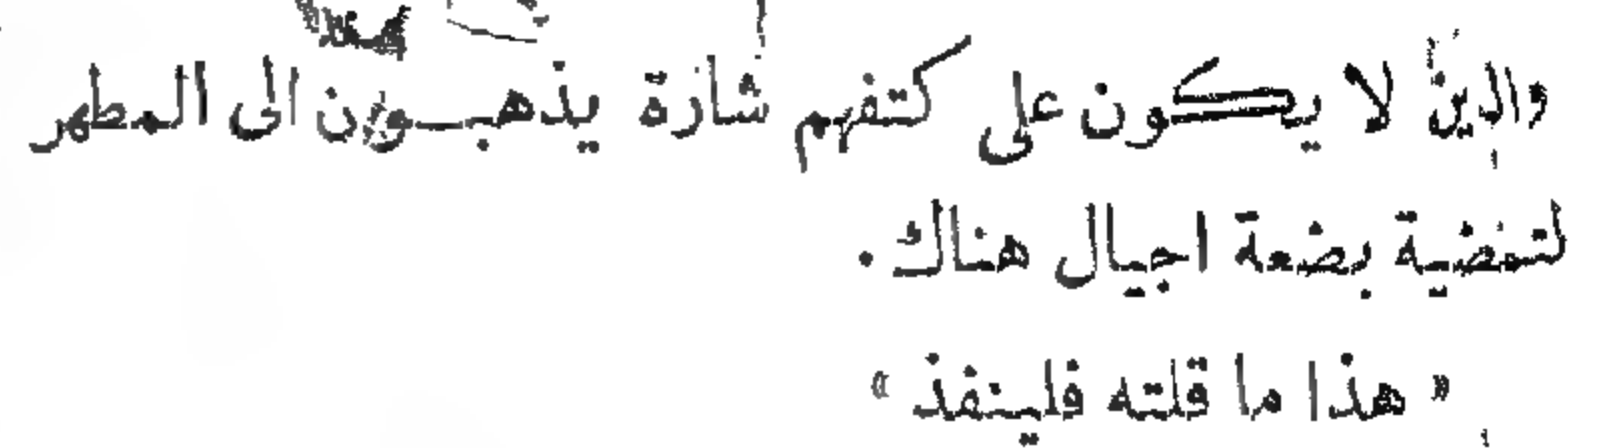 والذين لا يكون على كتفهم شارة يذهبون الى المطهر
لتمضية بضعة اجيال هناك .
« هذا ما قلته فلينفذ »